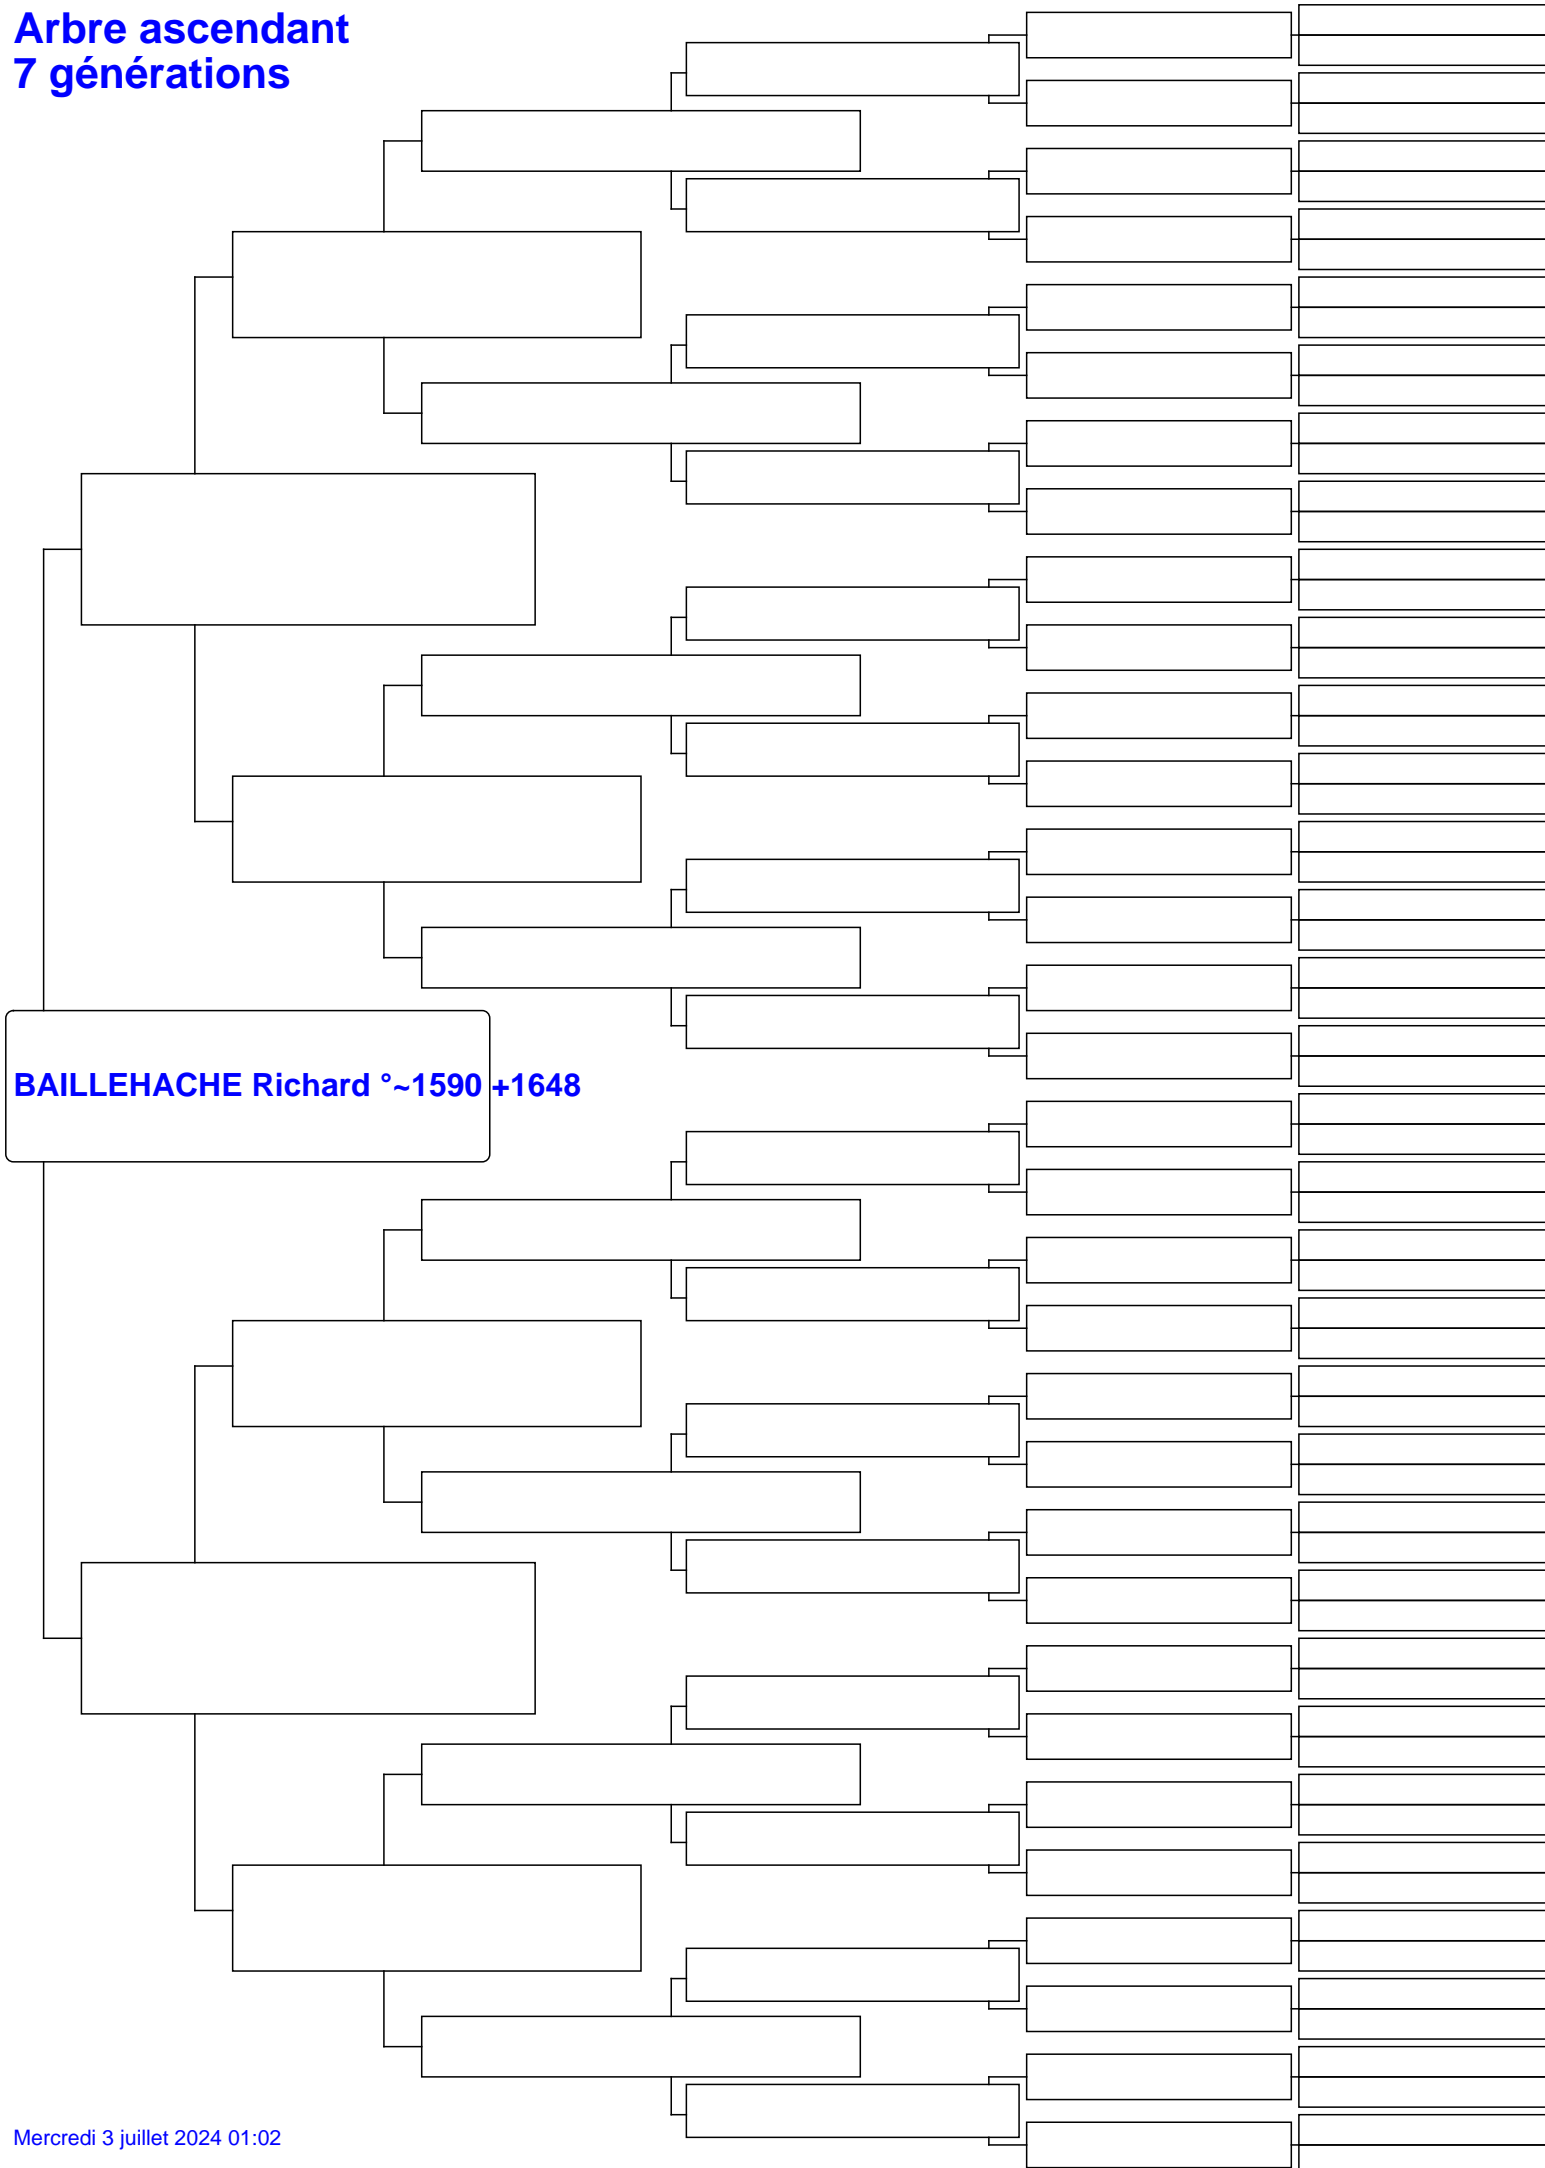 Arbre ascendant
7 générations
BAILLEHACHE Richard °~1590 +1648
Mercredi 3 juillet 2024 01:02